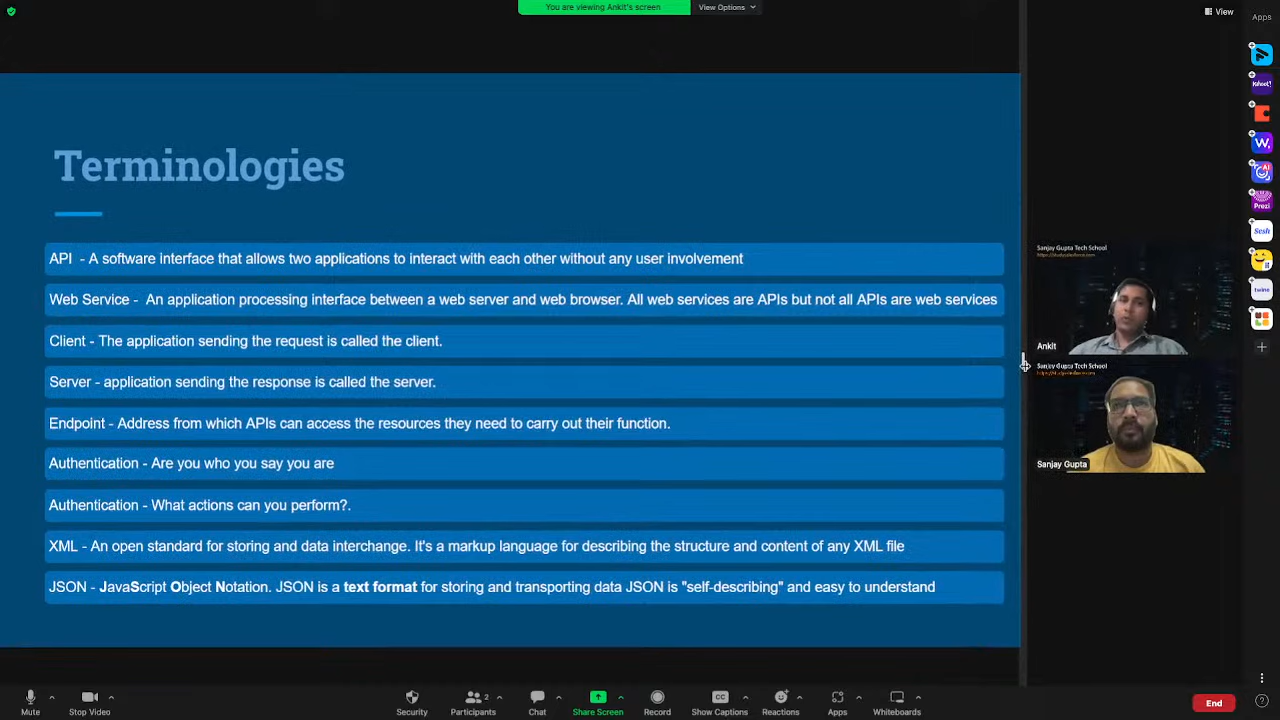 You are viewing Ankit's screen
View Options
View
Apps
Terminologies
API - A software interface that allows two applications to interact with each other without any user involvement
Web Service - An application processing interface between a web server and web browser. All web services are APIs but not all APIs are web services
Client - The application sending the request is called the client.
Server - application sending the response is called the server.
Endpoint - Address from which APIs can access the resources they need to carry out their function.
Authentication - Are you who you say you are
Authentication - What actions can you perform?.
XML - An open standard for storing and data interchange. It's a markup language for describing the structure and content of any XML file
JSON - JavaScript Object Notation. JSON is a text format for storing and transporting data JSON is "self-describing" and easy to understand
Sanjay Gupta Tech School
Ankit
Sanjay Gupta Tech School
Sanjay Gupta
Kahoot!
W
AI
Prezi
Sesh
twine
Mute
Stop Video
Security
Participants
2
Chat
Share Screen
Record
CC
Show Captions
Reactions
Apps
Whiteboards
End